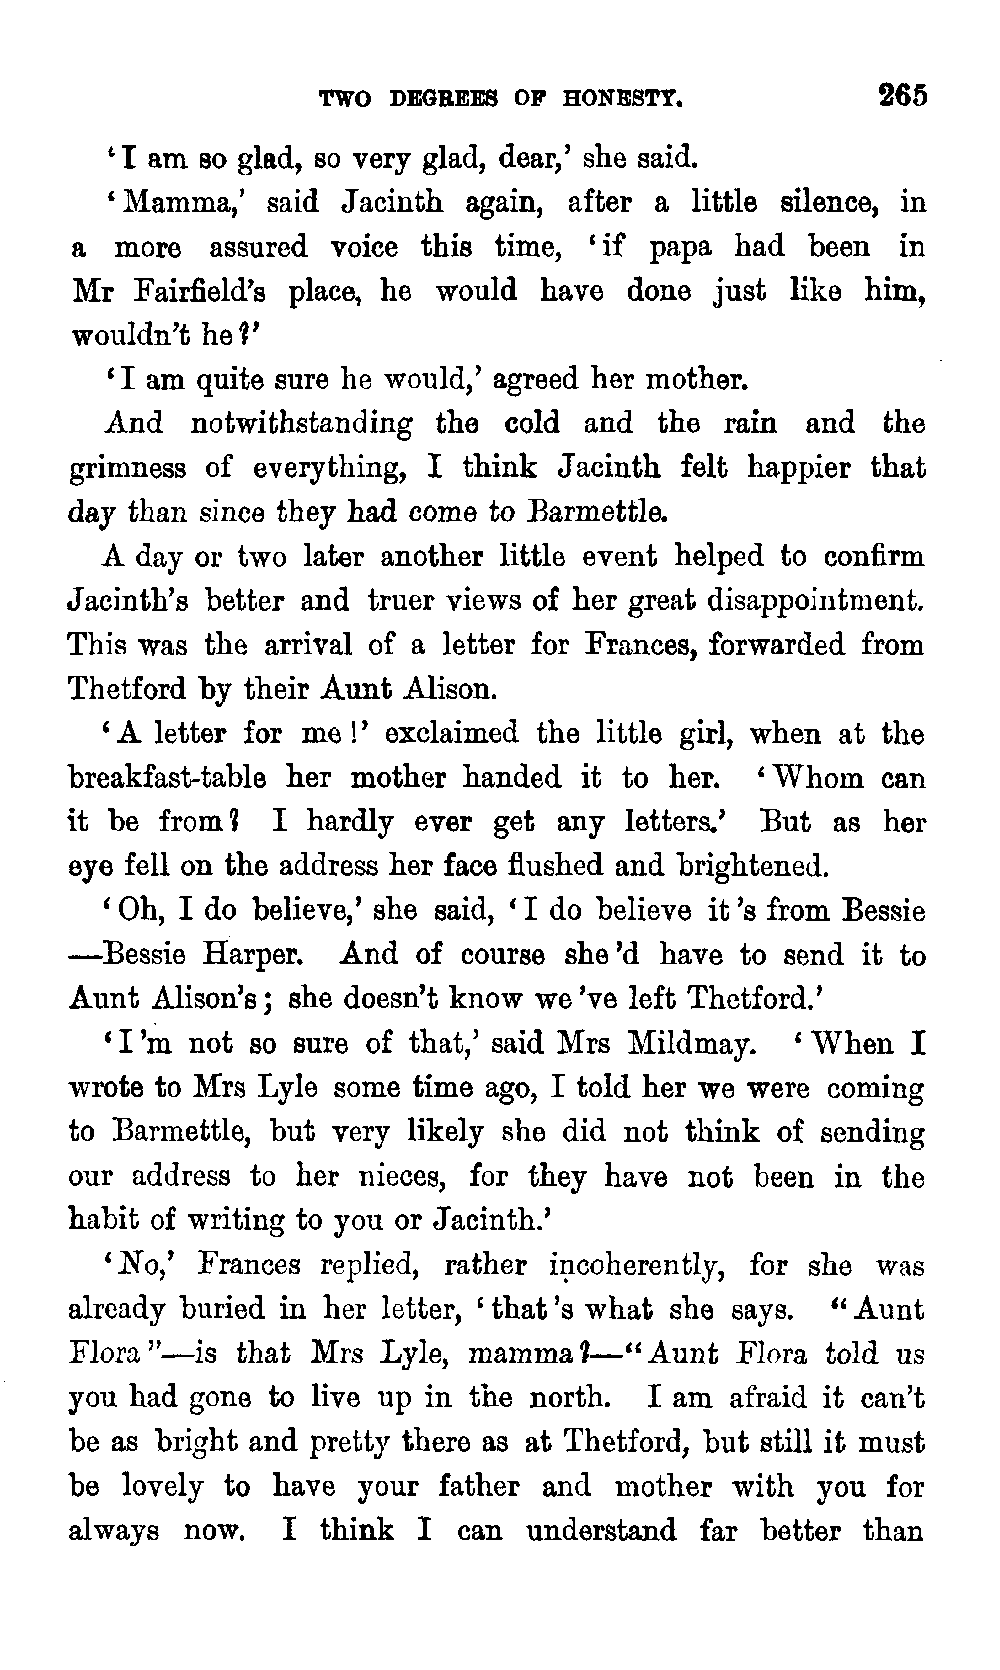 TWO DEGREES OF HONESTY. 265
‘I am so glad, so very glad, dear,’ she said.
‘Mamma,’ said Jacinth again, after a little silence, in
a more assured voice this time, ‘if papa had been in
Mr Fairfield’s place, he would have done just like him,
wouldn’t he?’
‘I am quite sure he would,’ agreed her mother.
And notwithstanding the cold and the rain and the
grimness of everything, I think Jacinth felt happier that
day than since they had come to Barmettle.
A day or two later another little event helped to confirm
Jacinth’s better and truer views of her great disappointment.
This was the arrival of a letter for Frances, forwarded from
Thetford by their Aunt Alison.
‘A letter for me!’ exclaimed the little girl, when at the
breakfast-table her mother handed it to her. ‘Whom can
it be from? I hardly ever get any letters.’ But as her
eye fell on the address her face flushed and brightened.
‘Oh, I do believe,’ she said, ‘I do believe it’s from Bessie
—Bessie Harper. And of course she’d have to send it to
Aunt Alison’s; she doesn’t know we’ve left Thetford.’
‘I’m not so sure of that,’ said Mrs Mildmay. ‘When I
wrote to Mrs Lyle some time ago, I told her we were coming
to Barmettle, but very likely she did not think of sending
our address to her nieces, for they have not been in the
habit of writing to you or Jacinth.’
‘No,’ Frances replied, rather incoherently, for she was
already buried in her letter, ‘that’s what she says. “Aunt
Flora”—is that Mrs Lyle, mamma?—“Aunt Flora told us
you had gone to live up in the north. I am afraid it can’t
be as bright and pretty there as at Thetford, but still it must
be lovely to have your father and mother with you for
always now. I think I can understand far better than